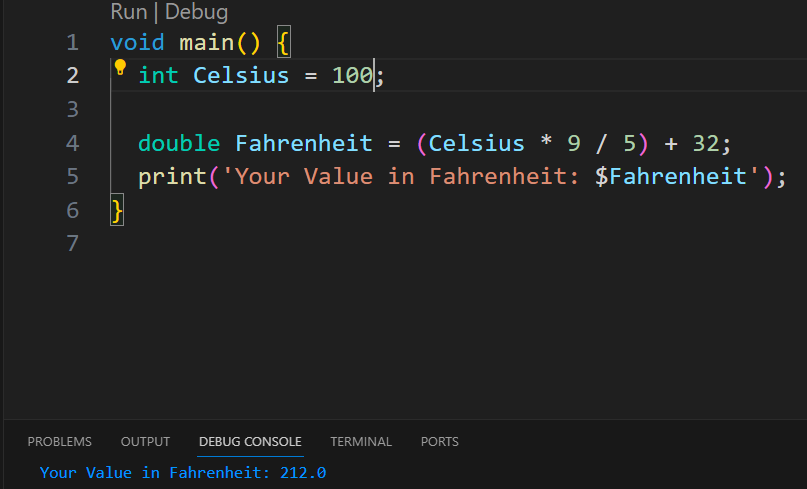 Run | Debug
1 void main() {
2 int Celsius = 100;
3
4 double Fahrenheit = (Celsius * 9 / 5) + 32;
5 print('Your Value in Fahrenheit: $Fahrenheit');
6 }
7
PROBLEMS OUTPUT DEBUG CONSOLE TERMINAL PORTS
Your Value in Fahrenheit: 212.0